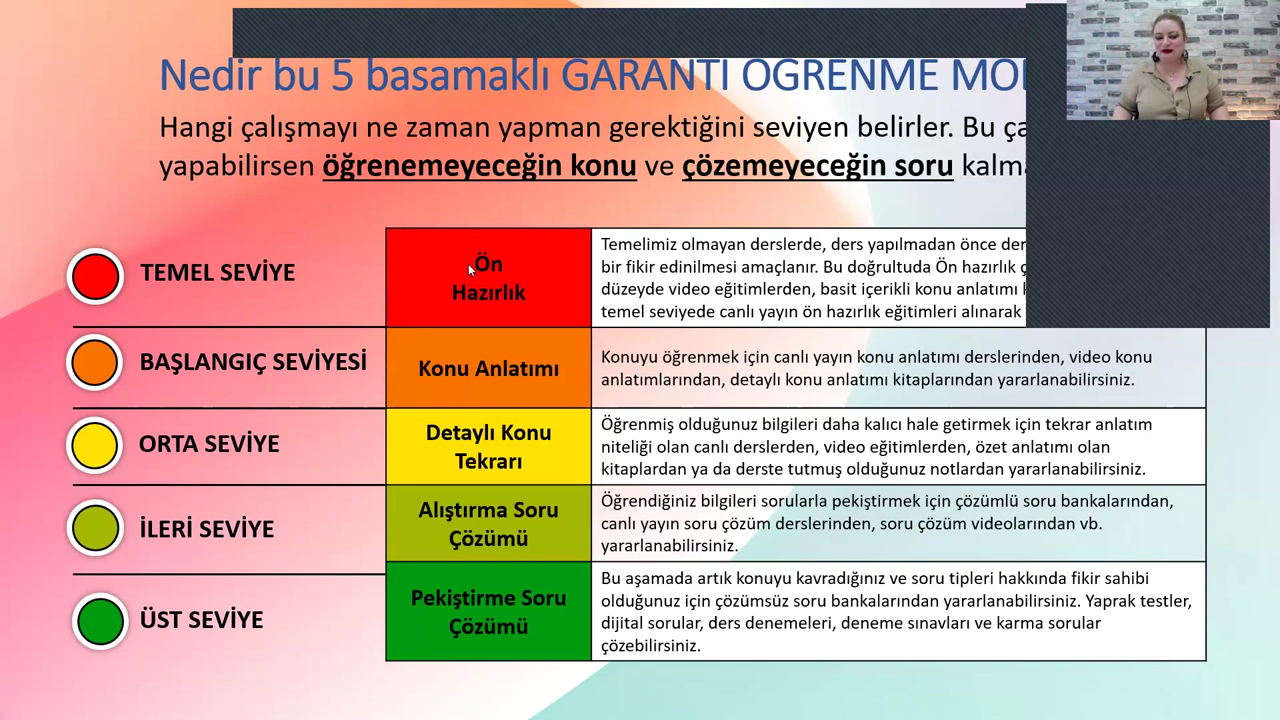 Nedir bu 5 basamaklı GARANTİ ÖĞRENME
Hangi çalışmayı ne zaman yapman gerektiğini seviyen belirler. Bu
yapabilirsen öğrenemeyeceğin konu ve çözemeyeceğin soru
TEMEL SEVİYE
Ön
Hazırlık
Temelimiz olmayan derslerde, ders yapılmadan önce
bir fikir edinilmesi amaçlanır. Bu doğrultuda Ön hazırlık
düzeyde video eğitimlerden, basit içerikli konu anlatımı
temel seviyede canlı yayın ön hazırlık eğitimleri alınarak
BAŞLANGIÇ SEVİYESİ
Konu Anlatımı
Konuyu öğrenmek için canlı yayın konu anlatımı derslerinden, video konu
anlatımlarından, detaylı konu anlatımı kitaplarından yararlanabilirsiniz.
ORTA SEVİYE
Detaylı Konu
Tekrarı
Öğrenmiş olduğunuz bilgileri daha kalıcı hale getirmek için tekrar anlatım
niteliği olan canlı derslerden, video eğitimlerden, özet anlatımı olan
kitaplardan ya da derste tutmuş olduğunuz notlardan yararlanabilirsiniz.
İLERİ SEVİYE
Alıştırma Soru
Çözümü
Öğrendiğiniz bilgileri sorularla pekiştirmek için çözümlü soru bankalarından,
canlı yayın soru çözüm derslerinden, soru çözüm videolarından vb.
yararlanabilirsiniz.
ÜST SEVİYE
Pekiştirme Soru
Çözümü
Bu aşamada artık konuyu kavradığınız ve soru tipleri hakkında fikir sahibi
olduğunuz için çözümsüz soru bankalarından yararlanabilirsiniz. Yaprak testler,
dijital sorular, ders denemeleri, deneme sınavları ve karma sorular
çözebilirsiniz.